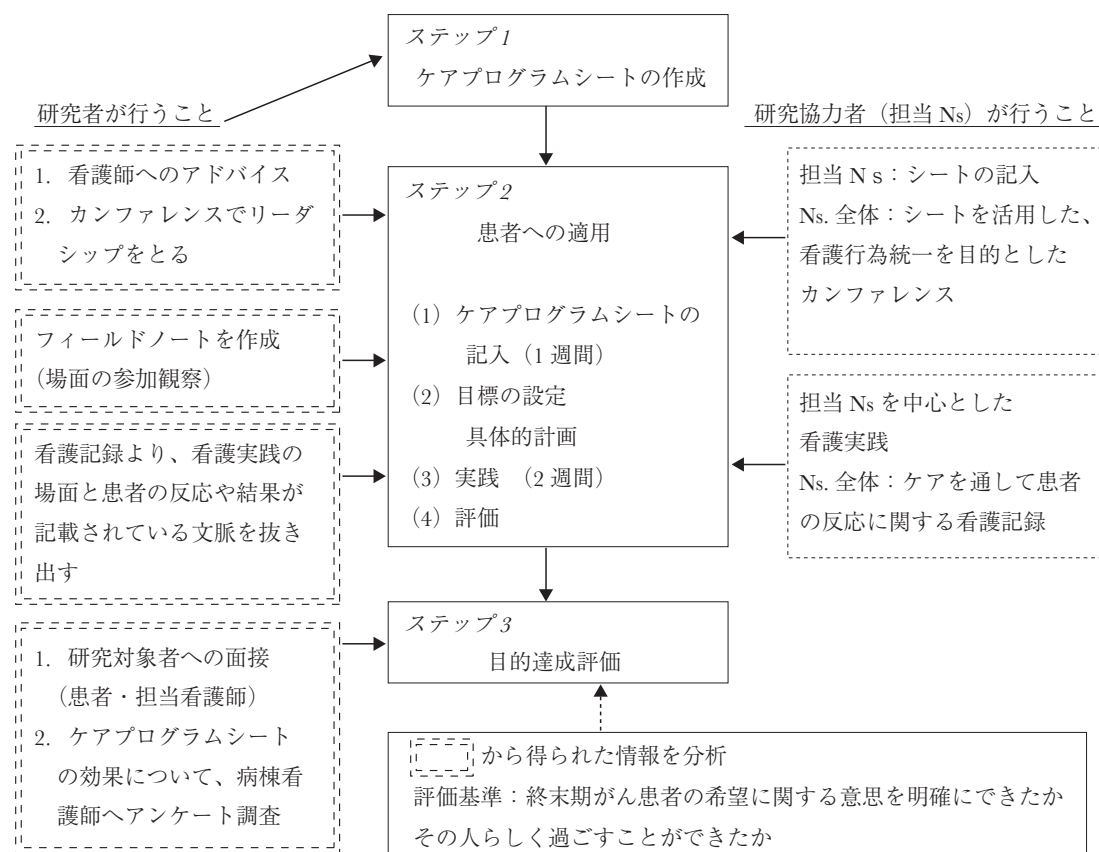 ステップ1
ケアプログラムシートの作成
研究者が行うこと
研究協力者（担当 Ns）が行うこと
1. 看護師へのアドバイス
2. カンファレンスでリーダ
シップをとる
フィールドノートを作成
(場面の参加観察）
看護記録より、看護実践の
場面と患者の反応や結果が
記載されている文脈を抜き
出す
1. 研究対象者への面接
（患者・担当看護師）
2. ケアプログラムシート
の効果について、病棟看
護師へアンケート調査
ステップ2
患者への適用
（1）ケアプログラムシートの
記入（1 週間）
（2）目標の設定
具体的計画
（3）実践 （2 週間）
（4）評価
担当 N s：シートの記入
Ns. 全体：シートを活用した、
看護行為統一を目的とした
カンファレンス
担当 Ns を中心とした
看護実践
Ns. 全体：ケアを通して患者
の反応に関する看護記録
ステップ3
目的達成評価
から得られた情報を分析
評価基準：終末期がん患者の希望に関する意思を明確にできたか
その人らしく過ごすことができたか